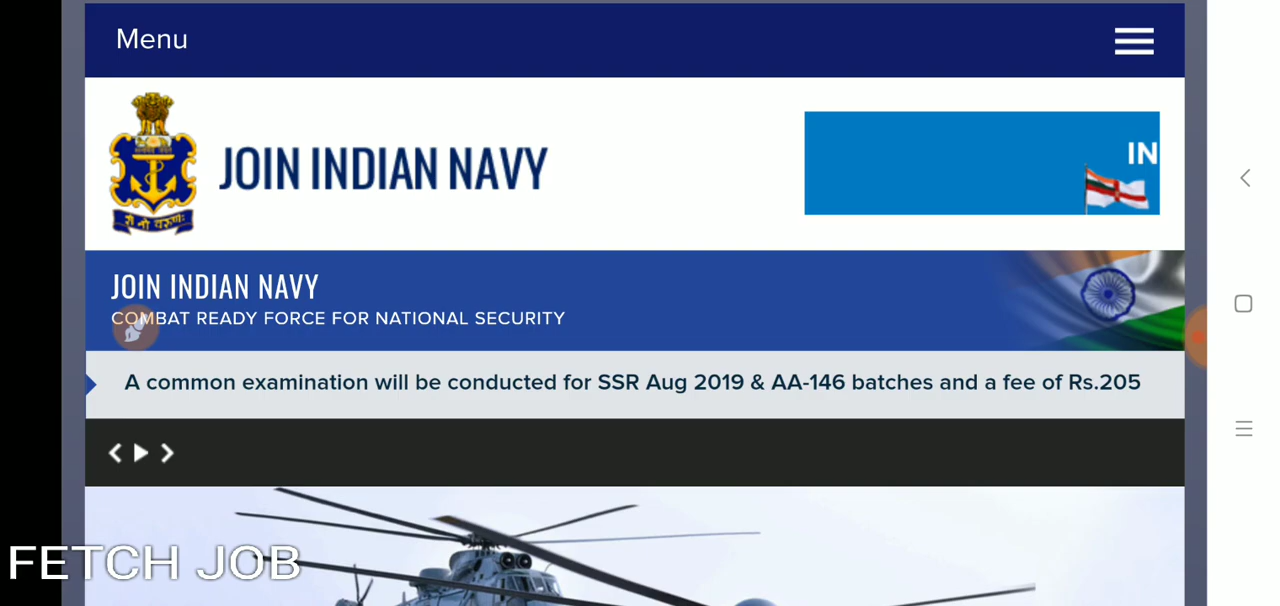 Menu
JOIN INDIAN NAVY
IN
शं नो वरुणः
JOIN INDIAN NAVY
COMBAT READY FORCE FOR NATIONAL SECURITY
A common examination will be conducted for SSR Aug 2019 & AA-146 batches and a fee of Rs.205
FETCH JOB